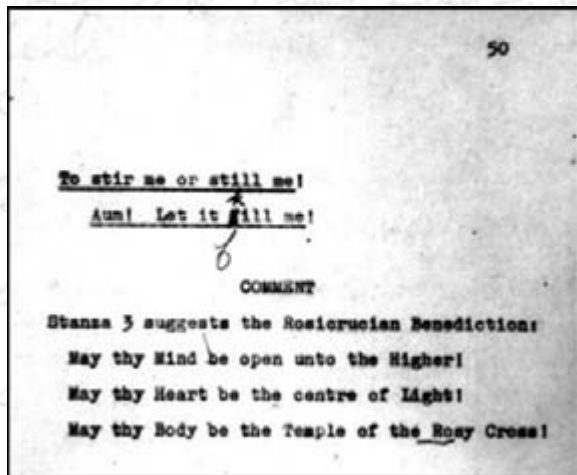 50
To stir me or still me!
Aum! Let it fill me!
COMMENT
Stanza 3 suggests the Rosicrucian Benediction:
May thy Mind be open unto the Higher!
May thy Heart be the centre of Light!
May thy Body be the Temple of the Rosy Cross!